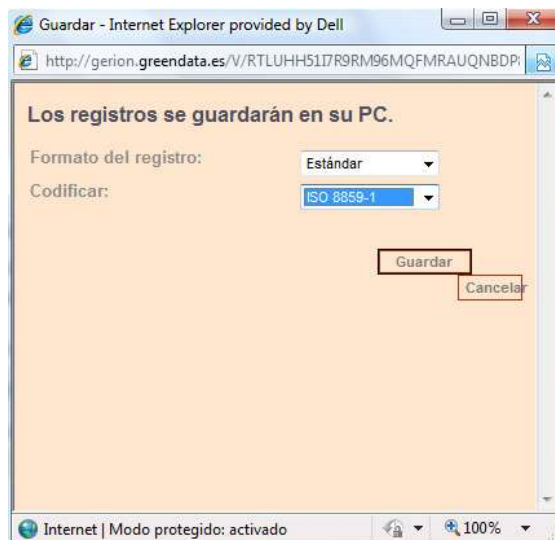 Guardar - Internet Explorer provided by Dell
http://gerion.greendata.es/V/RTLUHH51I7R9RM96MQFMRAUQNBDP
Los registros se guardarán en su PC.
Formato del registro: Estándar
Codificar: ISO 8859-1
Guardar
Cancelar
Internet | Modo protegido: activado 100%